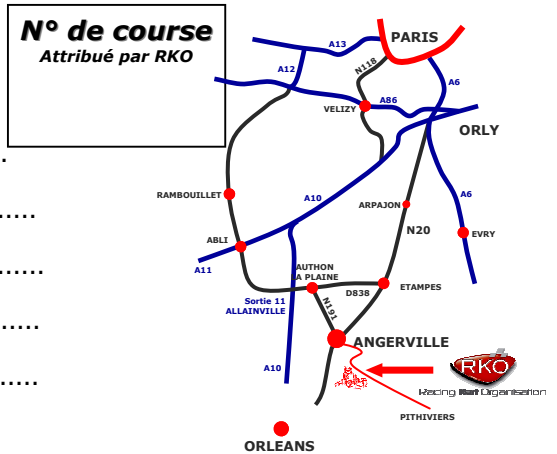 N° de course
Attribué par RKO
PARIS
A13
N118
A12
A6
A86
VELIZY
ORLY
RAMBOUILLET
A10
ARPAJON
A6
N20
EVRY
ABLI
A11
AUTHON
LA PLAINE
D838
ETAMPES
Sortie 11
ALLAINVILLE
N191
ANGERVILLE
A10
RKO
Racing Kart Organisation
PITHIVIERS
ORLEANS